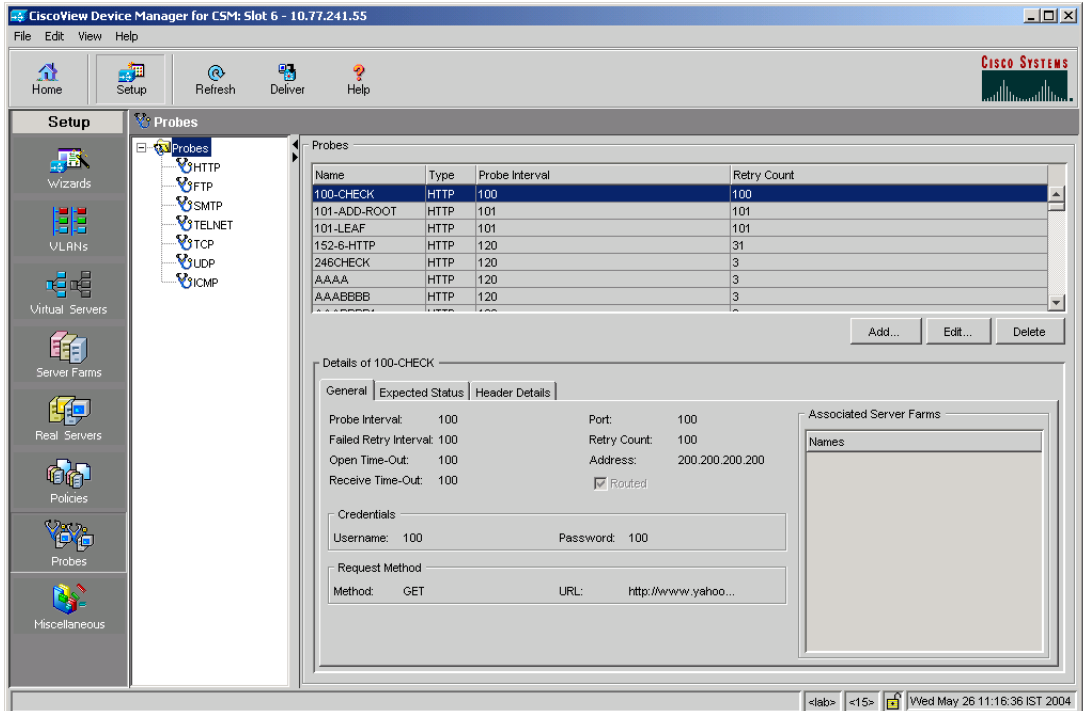 CiscoView Device Manager for CSM: Slot 6 - 10.77.241.55
File Edit View Help
Home Setup Refresh Deliver Help
CISCO SYSTEMS
Setup
Wizards
VLANs
Virtual Servers
Server Farms
Real Servers
Policies
Probes
Miscellaneous
Probes
Probes
HTTP
FTP
SMTP
TELNET
TCP
UDP
ICMP
Probes
Name Type Probe Interval Retry Count
100-CHECK HTTP 100 100
101-ADD-ROOT HTTP 101 101
101-LEAF HTTP 101 101
152-6-HTTP HTTP 120 31
246CHECK HTTP 120 3
AAAA HTTP 120 3
AAABBBB HTTP 120 3
Add... Edit... Delete
Details of 100-CHECK
General Expected Status Header Details
Probe Interval: 100 Port: 100
Failed Retry Interval: 100 Retry Count: 100
Open Time-Out: 100 Address: 200.200.200.200
Receive Time-Out: 100 Routed
Credentials
Username: 100 Password: 100
Request Method
Method: GET URL: http://www.yahoo...
Associated Server Farms
Names
<lab> <15> Wed May 26 11:16:36 IST 2004